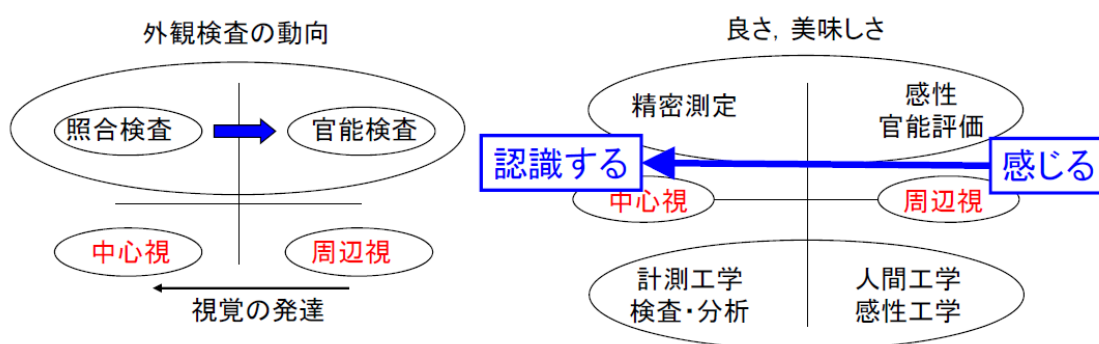 外観検査の動向
照合検査
官能検査
中心視
周辺視
視覚の発達
良さ, 美味しさ
精密測定
感性
官能評価
認識する
感じる
中心視
周辺視
計測工学
検査・分析
人間工学
感性工学